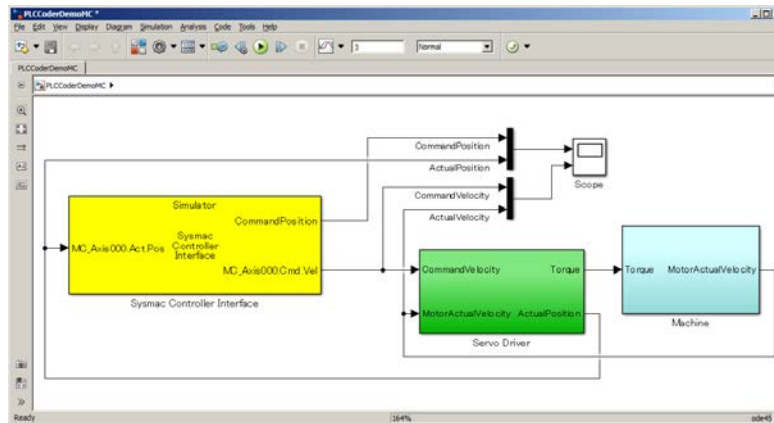 PLCCoderDemoMC *
File Edit View Display Diagram Simulation Analysis Code Tools Help
3
Normal
PLCCoderDemoMC
PLCCoderDemoMC
CommandPosition
ActualPosition
Scope
CommandVelocity
ActualVelocity
Simulator
CommandPosition
Sysmac
Controller
Interface
MC_Axis000.Act.Pos
MC_Axis000.Cmd.Vel
Sysmac Controller Interface
CommandVelocity
Torque
MotorActualVelocity
ActualPosition
Servo Driver
Torque
MotorActualVelocity
Machine
Ready
164%
ode45